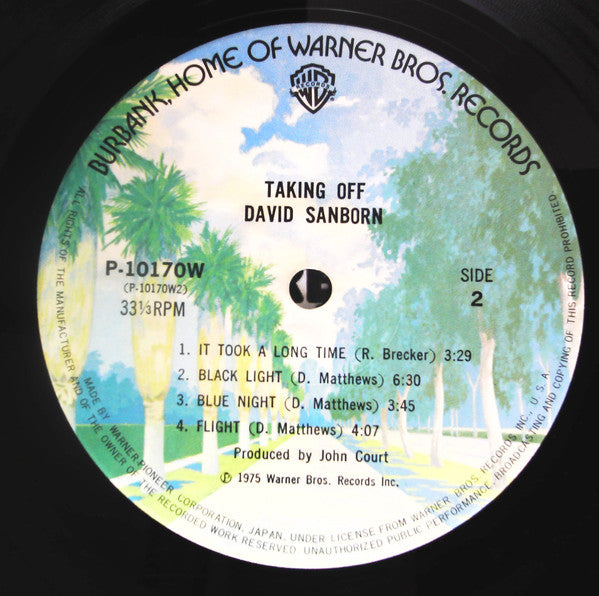 BURBANK, HOME OF WARNER BROS. RECORDS
RECORDS
®
TAKING OFF
DAVID SANBORN
P-10170W
(P-10170W2)
33⅓RPM
SIDE
2
1. IT TOOK A LONG TIME (R. Brecker) 3:29
2. BLACK LIGHT (D. Matthews) 6:30
3. BLUE NIGHT (D. Matthews) 3:45
4. FLIGHT (D. Matthews) 4:07
Produced by John Court
℗ 1975 Warner Bros. Records Inc.
MADE BY WARNER-PIONEER CORPORATION, JAPAN, UNDER LICENSE FROM WARNER BROS. RECORDS INC., U.S.A.
ALL RIGHTS OF THE MANUFACTURER AND OF THE OWNER OF THE RECORDED WORK RESERVED. UNAUTHORIZED PUBLIC PERFORMANCE, BROADCASTING AND COPYING OF THIS RECORD PROHIBITED.